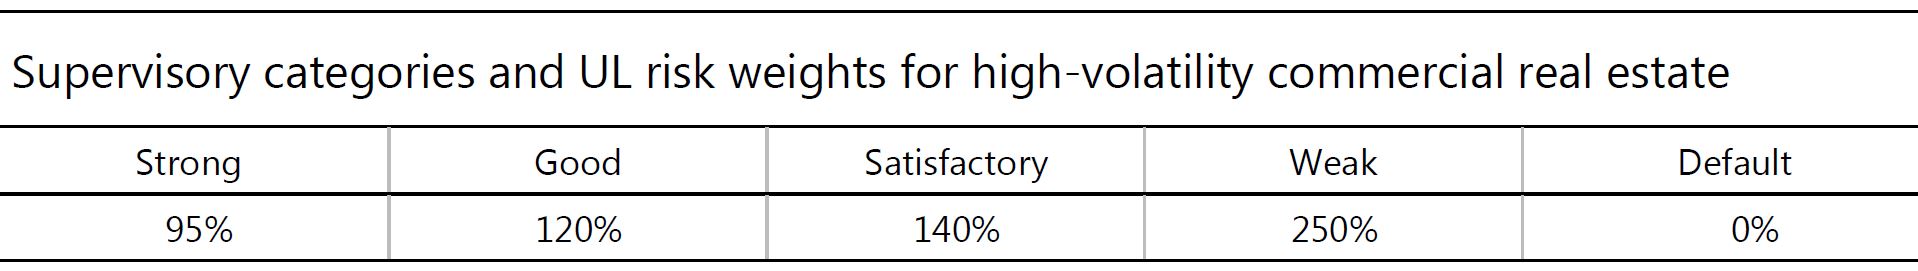 Supervisory categories and UL risk weights for high-volatility commercial real estate
Strong Good Satisfactory Weak Default
95% 120% 140% 250% 0%